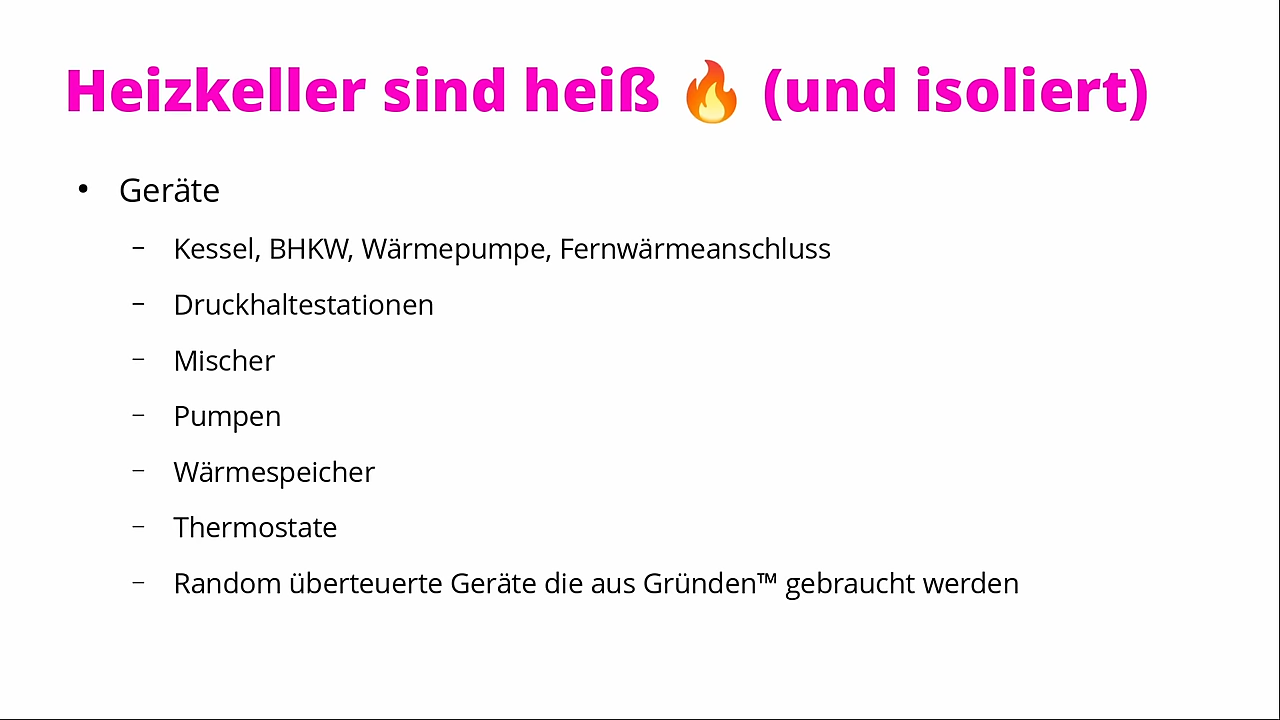 Heizkeller sind heiß 🔥 (und isoliert)
• Geräte
– Kessel, BHKW, Wärmepumpe, Fernwärmeanschluss
– Druckhaltestationen
– Mischer
– Pumpen
– Wärmespeicher
– Thermostate
– Random überteuerte Geräte die aus Gründen™ gebraucht werden